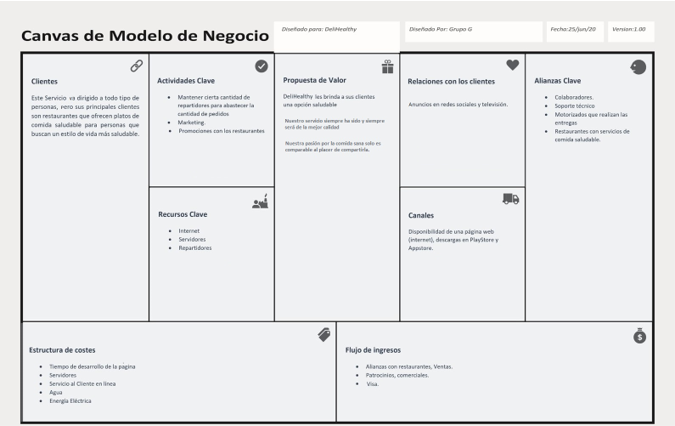 Canvas de Modelo de Negocio
Diseñado para: DeliHealthy
Diseñado Por: Grupo G
Fecha:25/jun/20
Version:1.00
Clientes
Este Servicio va dirigido a todo tipo de
personas, pero sus principales clientes
son restaurantes que ofrecen platos de
comida saludable para personas que
buscan un estilo de vida más saludable.
Actividades Clave
• Mantener cierta cantidad de
repartidores para abastecer la
cantidad de pedidos
• Marketing.
• Promociones con los restaurantes
Recursos Clave
• Internet
• Servidores
• Repartidores
Propuesta de Valor
DeliHealthy les brinda a sus clientes
una opción saludable
Nuestro servicio siempre ha sido y siempre
será de la mejor calidad
Nuestra pasión por la comida sana solo es
comparable al placer de compartirla.
Relaciones con los clientes
Anuncios en redes sociales y televisión.
Canales
Disponibilidad de una página web
(internet), descargas en PlayStore y
Appstore.
Alianzas Clave
• Colaboradores.
• Soporte técnico
• Motorizados que realizan las
entregas
• Restaurantes con servicios de
comida saludable.
Estructura de costes
• Tiempo de desarrollo de la pagina
• Servidores
• Servicio al Cliente en línea
• Agua
• Energía Eléctrica
Flujo de ingresos
• Alianzas con restaurantes, Ventas.
• Patrocinios, comerciales.
• Visa.
$